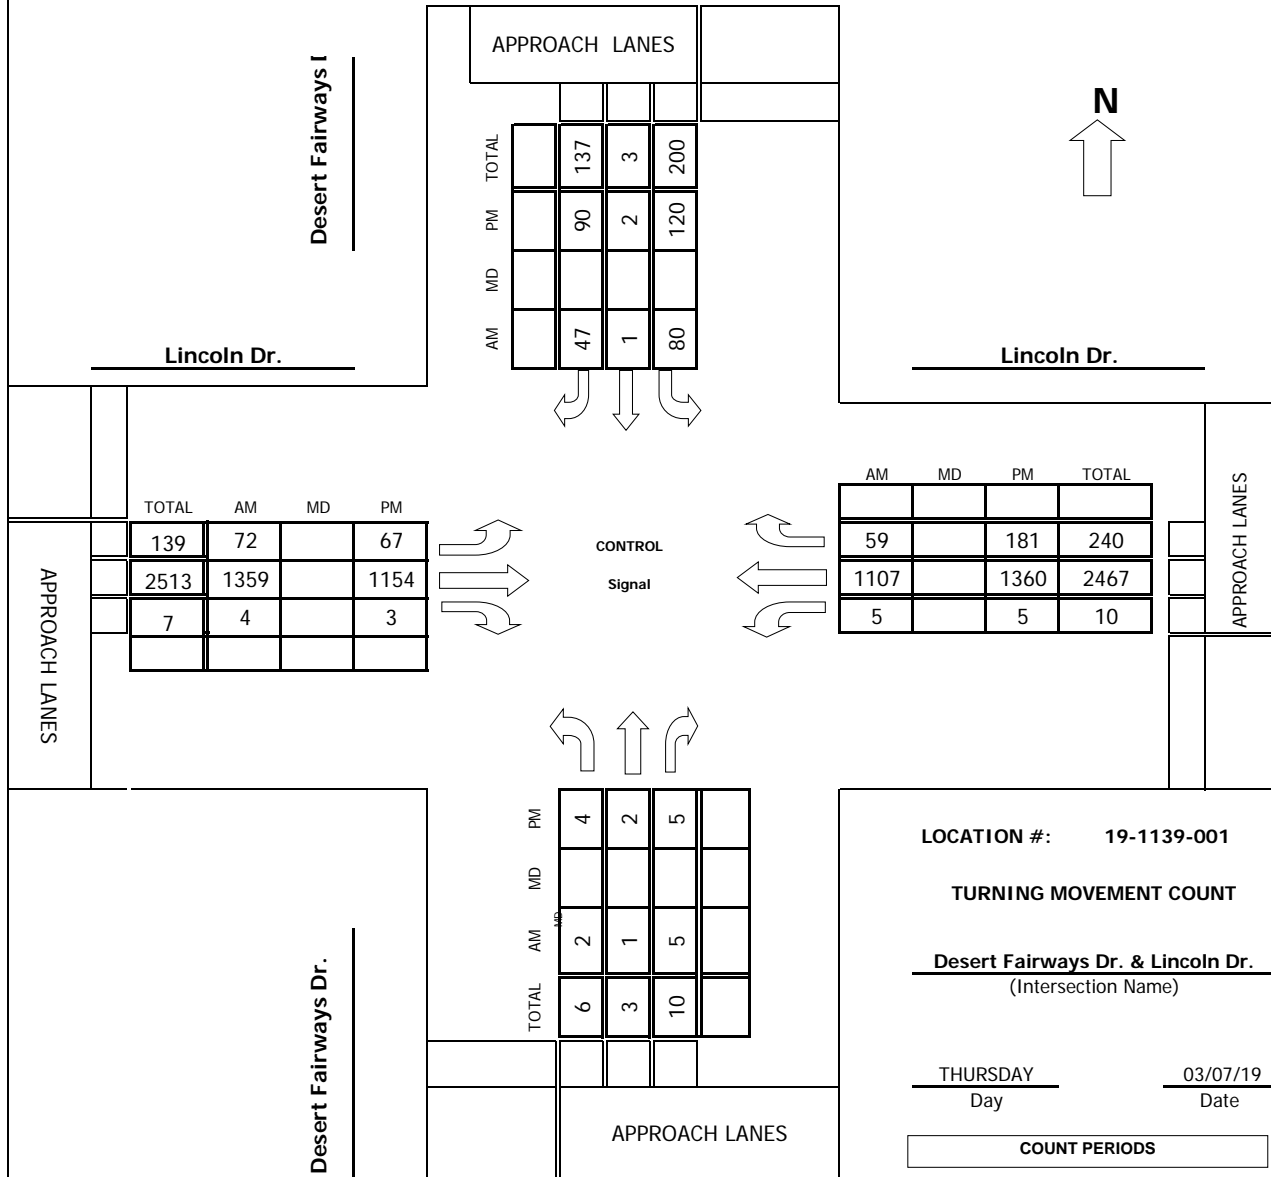 APPROACH LANES
Desert Fairways D
N
TOTAL 137 3 200
PM 90 2 120
MD
AM 47 1 80
Lincoln Dr.
Lincoln Dr.
TOTAL AM MD PM
139 72 67
2513 1359 1154
7 4 3
APPROACH LANES
CONTROL
Signal
AM MD PM TOTAL
59 181 240
1107 1360 2467
5 5 10
APPROACH LANES
PM 4 2 5
MD
MD
AM 2 1 5
TOTAL 6 3 10
APPROACH LANES
Desert Fairways Dr.
LOCATION #: 19-1139-001
TURNING MOVEMENT COUNT
Desert Fairways Dr. & Lincoln Dr.
(Intersection Name)
THURSDAY 03/07/19
Day Date
COUNT PERIODS